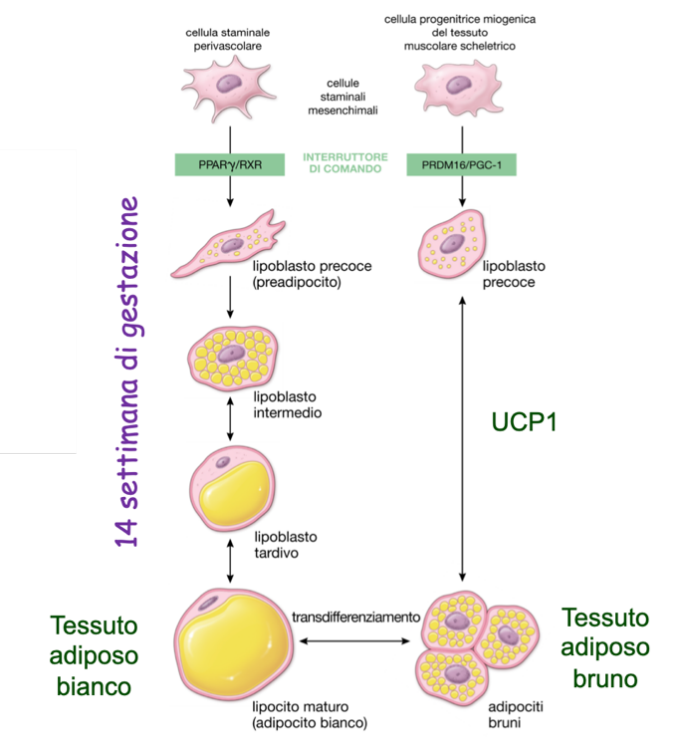 cellula staminale
perivascolare
cellula progenitrice miogenica
del tessuto
muscolare scheletrico
cellule
staminali
mesenchimali
PPARγ/RXR
INTERRUTTORE
DI COMANDO
PRDM16/PGC-1
14 settimana di gestazione
lipoblasto precoce
(preadipocito)
lipoblasto
precoce
lipoblasto
intermedio
UCP1
lipoblasto
tardivo
Tessuto
adiposo
bianco
transdifferenziamento
Tessuto
adiposo
bruno
lipocito maturo
(adipocito bianco)
adipociti
bruni